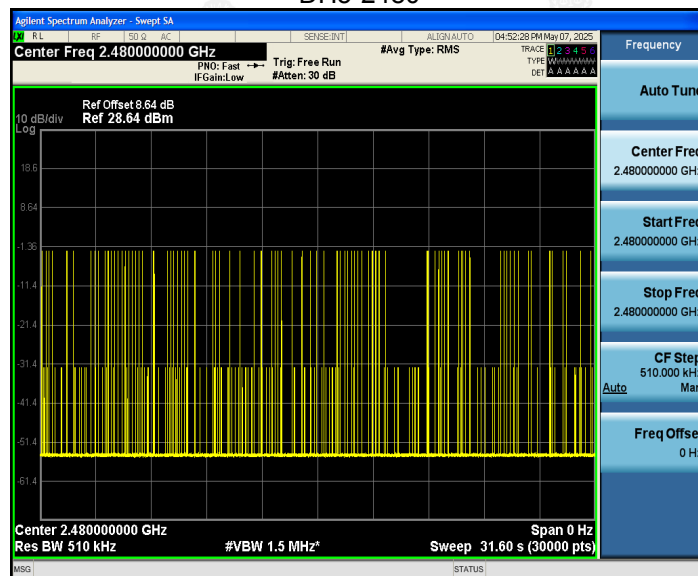 Agilent Spectrum Analyzer - Swept SA
RL RF 50 Ω AC SENSE:INT ALIGN AUTO 04:52:28 PM May 07, 2025
Center Freq 2.480000000 GHz
PNO: Fast
IFGain:Low
Trig: Free Run
#Atten: 30 dB
#Avg Type: RMS
TRACE 1 2 3 4 5 6
TYPE W
DET A A A A A A
Frequency
Auto Tune
Center Freq
2.480000000 GHz
Start Freq
2.480000000 GHz
Stop Freq
2.480000000 GHz
CF Step
510.000 kHz
Auto Man
Freq Offse
0 Hz
Ref Offset 8.64 dB
10 dB/div Ref 28.64 dBm
Log
18.6
8.64
-1.36
-11.4
-21.4
-31.4
-41.4
-51.4
-61.4
Center 2.480000000 GHz Span 0 Hz
Res BW 510 kHz #VBW 1.5 MHz* Sweep 31.60 s (30000 pts)
MSG STATUS